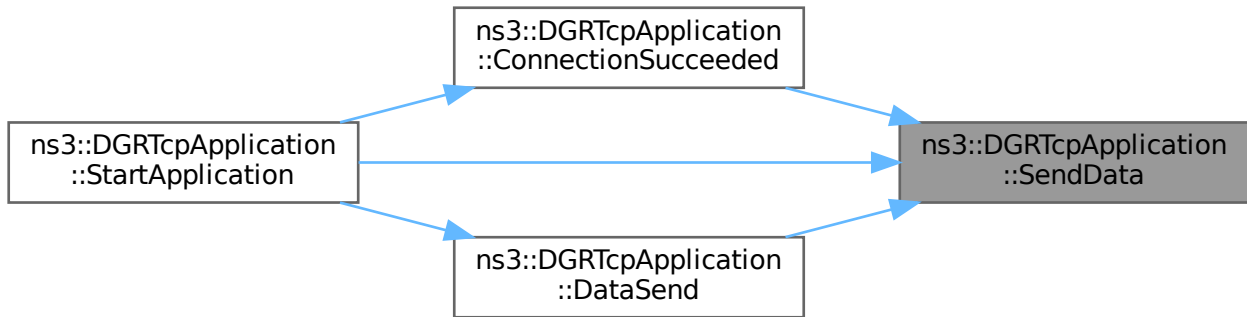 ns3::DGRTcpApplication
::ConnectionSucceeded
ns3::DGRTcpApplication
::StartApplication
ns3::DGRTcpApplication
::SendData
ns3::DGRTcpApplication
::DataSend